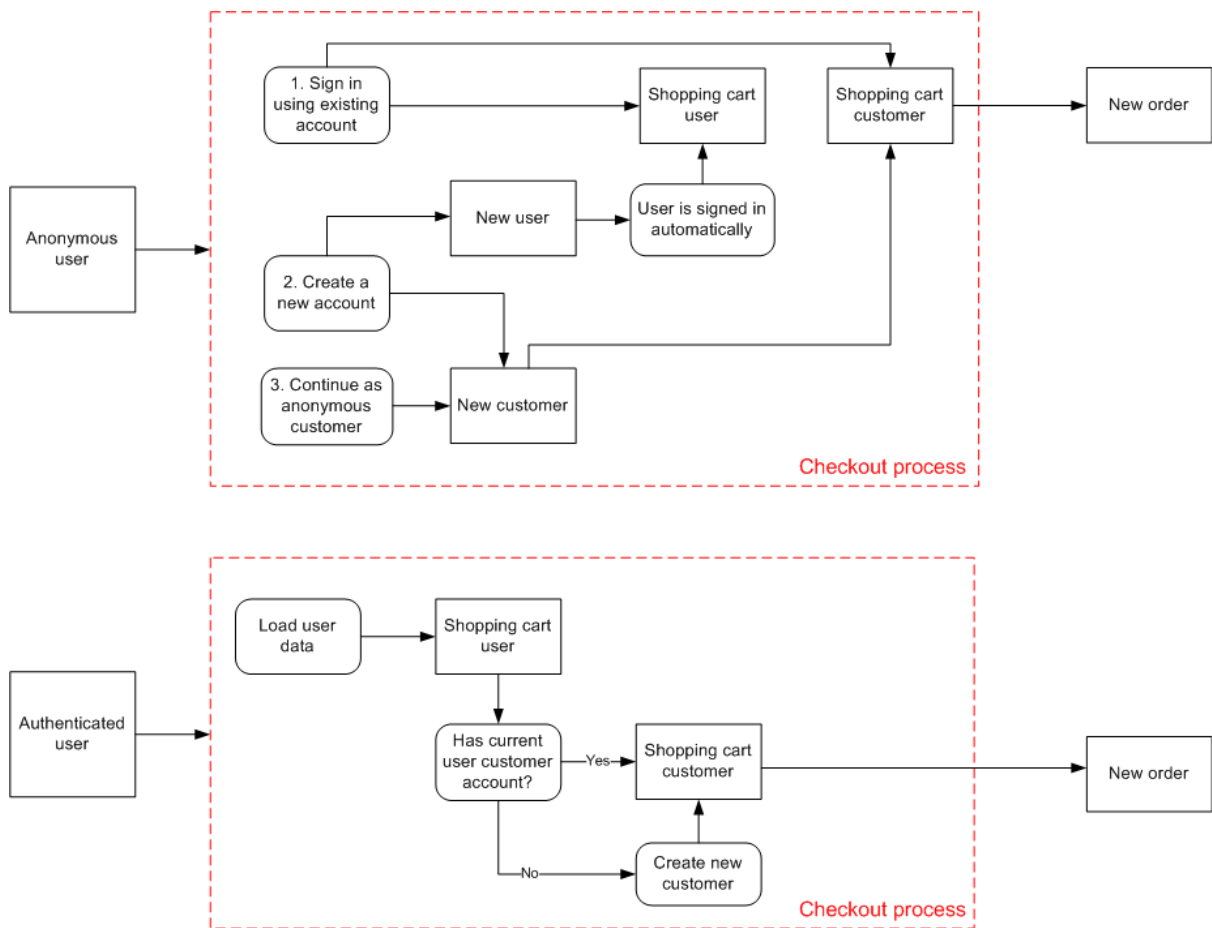 1. Sign in
using existing
account
Shopping cart
user
Shopping cart
customer
New order
Anonymous
user
New user
User is signed in
automatically
2. Create a
new account
3. Continue as
anonymous
customer
New customer
Checkout process
Load user
data
Shopping cart
user
Authenticated
user
Has current
user customer
account?
Yes
Shopping cart
customer
New order
No
Create new
customer
Checkout process